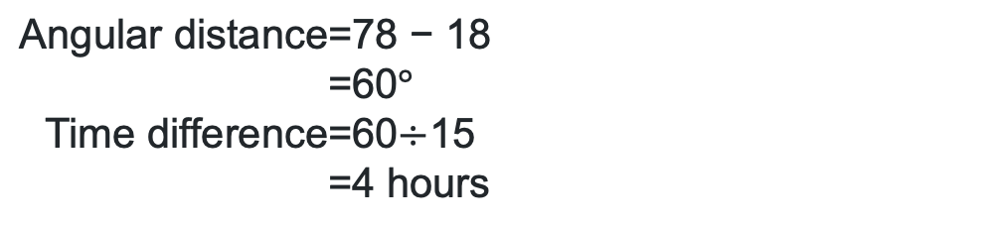 Angular distance=78 − 18
=60°
Time difference=60÷15
=4 hours